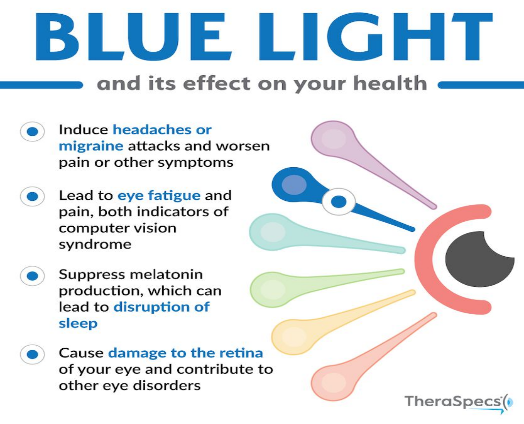 BLUE LIGHT
and its effect on your health
Induce headaches or
migraine attacks and worsen
pain or other symptoms
Lead to eye fatigue and
pain, both indicators of
computer vision
syndrome
Suppress melatonin
production, which can
lead to disruption of
sleep
Cause damage to the retina
of your eye and contribute to
other eye disorders
TheraSpecs